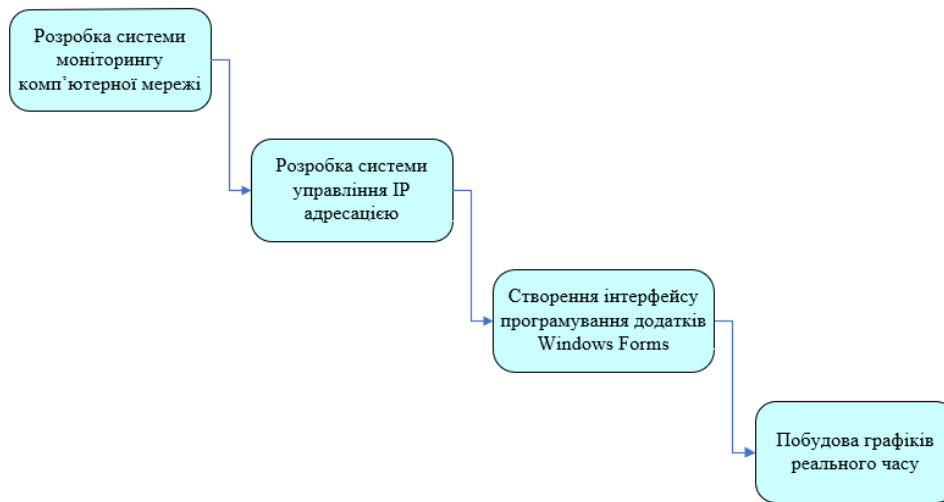 Розробка системи
моніторингу
комп’ютерної мережі
Розробка системи
управління IP
адресацією
Створення інтерфейсу
програмування додатків
Windows Forms
Побудова графіків
реального часу